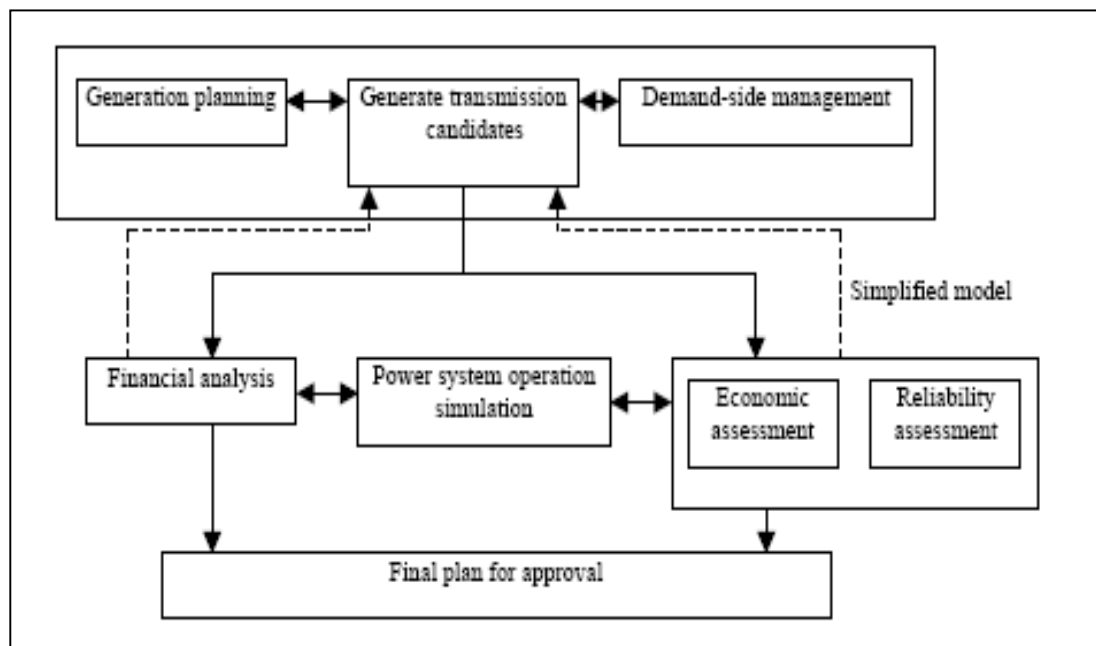 Generation planning
Generate transmission
candidates
Demand-side management
Simplified model
Financial analysis
Power system operation
simulation
Economic
assessment
Reliability
assessment
Final plan for approval